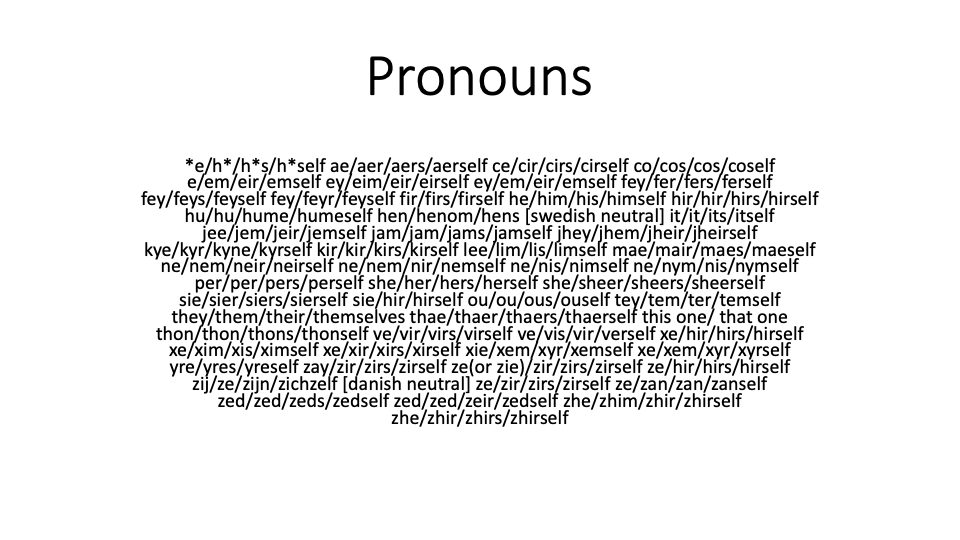 Pronouns
*e/h*/h*s/h*self ae/aer/aers/aerself ce/cir/cirs/cirself co/cos/cos/coself
e/em/eir/emself ey/eim/eir/eirself ey/em/eir/emself fey/fer/fers/ferself
fey/feys/feyself fey/feyr/feyself fir/firs/firself he/him/his/himself hir/hir/hirs/hirself
hu/hu/hume/humeself hen/henom/hens [swedish neutral] it/it/its/itself
jee/jem/jeir/jemself jam/jam/jams/jamself jhey/jhem/jheir/jheirself
kye/kyr/kyne/kyrself kir/kir/kirs/kirself lee/lim/lis/limself mae/mair/maes/maeself
ne/nem/neir/neirself ne/nem/nir/nemself ne/nis/nimself ne/nym/nis/nymself
per/per/pers/perself she/her/hers/herself she/sheer/sheers/sheerself
sie/sier/siers/sierself sie/hir/hirself ou/ou/ous/ouself tey/tem/ter/temself
they/them/their/themselves thae/thaer/thaers/thaerself this one/ that one
thon/thon/thons/thonself ve/vir/virs/virself ve/vis/vir/verself xe/hir/hirs/hirself
xe/xim/xis/ximself xe/xir/xirs/xirself xie/xem/xyr/xemself xe/xem/xyr/xyrself
yre/yres/yreself zay/zir/zirs/zirself ze(or zie)/zir/zirs/zirself ze/hir/hirs/hirself
zij/ze/zijn/zichzelf [danish neutral] ze/zir/zirs/zirself ze/zan/zan/zanself
zed/zed/zeds/zedself zed/zed/zeir/zedself zhe/zhim/zhir/zhirself
zhe/zhir/zhirs/zhirself